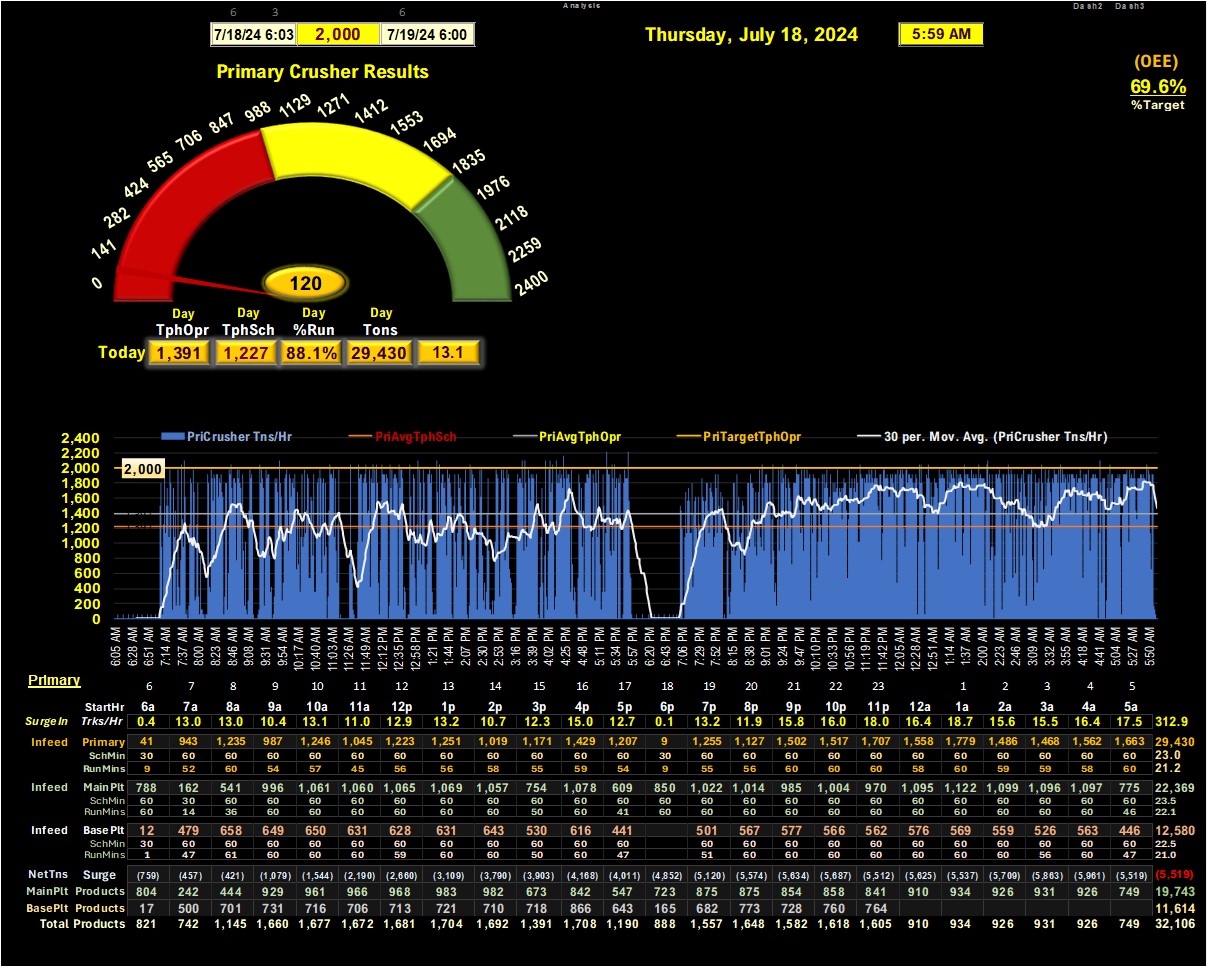 Analysis Dash2 Dash3
6 3 6
7/18/24 6:03 2,000 7/19/24 6:00 Thursday, July 18, 2024 5:59 AM
(OEE)
69.6%
%Target
Primary Crusher Results
0 141 282 424 565 706 847 988 1129 1271 1412 1553 1694 1835 1976 2118 2259 2400
120
Day Day Day Day
TphOpr TphSch %Run Tons
Today 1,391 1,227 88.1% 29,430 13.1
PriCrusher Tns/Hr PriAvgTphSch PriAvgTphOpr PriTargetTphOpr 30 per. Mov. Avg. (PriCrusher Tns/Hr)
2,400
2,200
2,000 2,000
1,800
1,600
1,400
1,200
1,000
800
600
400
200
0
6:05 AM 6:28 AM 6:51 AM 7:14 AM 7:37 AM 8:00 AM 8:23 AM 9:08 AM 9:31 AM 9:54 AM 10:17 AM 10:40 AM 11:03 AM 11:26 AM 11:49 AM 12:12 PM 12:35 PM 12:58 PM 1:21 PM 1:44 PM 2:07 PM 2:30 PM 2:53 PM 3:16 PM 3:39 PM 4:02 PM 4:25 PM 4:48 PM 5:11 PM 5:34 PM 5:57 PM 6:20 PM 6:43 PM 7:06 PM 7:29 PM 7:52 PM 8:15 PM 8:38 PM 9:01 PM 9:24 PM 9:47 PM 10:10 PM 10:33 PM 10:56 PM 11:19 PM 11:42 PM 12:05 AM 12:28 AM 12:51 AM 1:14 AM 1:37 AM 2:00 AM 2:23 AM 2:46 AM 3:09 AM 3:32 AM 3:55 AM 4:18 AM 4:41 AM 5:04 AM 5:27 AM 5:50 AM
Primary 6 7 8 9 10 11 12 13 14 15 16 17 18 19 20 21 22 23 1 2 3 4 5
StartHr 6a 7a 8a 9a 10a 11a 12p 1p 2p 3p 4p 5p 6p 7p 8p 9p 10p 11p 12a 1a 2a 3a 4a 5a
SurgeIn Trks/Hr 0.4 13.0 13.0 10.4 13.1 11.0 12.9 13.2 10.7 12.3 15.0 12.7 0.1 13.2 11.9 15.8 16.0 18.0 16.4 18.7 15.6 15.5 16.4 17.5 312.9
Infeed Primary 41 943 1,235 987 1,246 1,045 1,223 1,251 1,019 1,171 1,429 1,207 9 1,255 1,127 1,502 1,517 1,707 1,558 1,779 1,486 1,468 1,562 1,663 29,430
SchMin 30 60 60 60 60 60 60 60 60 60 60 60 30 60 60 60 60 60 60 60 60 60 60 60 23.0
RunMins 9 52 60 54 57 45 56 56 58 55 59 54 9 55 56 60 60 60 58 60 59 59 58 60 21.2
Infeed MainPlt 788 162 541 996 1,061 1,060 1,065 1,069 1,057 754 1,078 609 850 1,022 1,014 985 1,004 970 1,095 1,122 1,099 1,096 1,097 775 22,369
SchMin 60 30 60 60 60 60 60 60 60 60 60 60 60 60 60 60 60 60 60 60 60 60 60 60 23.5
RunMins 60 14 36 60 60 60 60 60 60 50 60 41 60 60 60 60 60 60 60 60 60 60 60 46 22.1
Infeed BasePlt 12 479 658 649 650 631 628 631 643 530 616 441 501 567 577 566 562 576 569 559 526 563 446 12,580
SchMin 30 60 60 60 60 60 60 60 60 60 60 60 60 60 60 60 60 60 60 60 60 60 60 22.5
RunMins 1 47 61 60 60 60 59 60 60 50 60 47 51 60 60 60 60 60 60 60 56 60 47 21.0
NetTns Surge (759) (457) (421) (1,079) (1,544) (2,190) (2,660) (3,109) (3,790) (3,903) (4,168) (4,011) (4,852) (5,120) (5,574) (5,634) (5,687) (5,512) (5,625) (5,537) (5,709) (5,863) (5,961) (5,519) (5,519)
MainPlt Products 804 242 444 929 961 966 968 983 982 673 842 547 723 875 875 854 858 841 910 934 926 931 926 749 19,743
BasePlt Products 17 500 701 731 716 706 713 721 710 718 866 643 165 682 773 728 760 764 11,614
Total Products 821 742 1,145 1,660 1,677 1,672 1,681 1,704 1,692 1,391 1,708 1,190 888 1,557 1,648 1,582 1,618 1,605 910 934 926 931 926 749 32,106